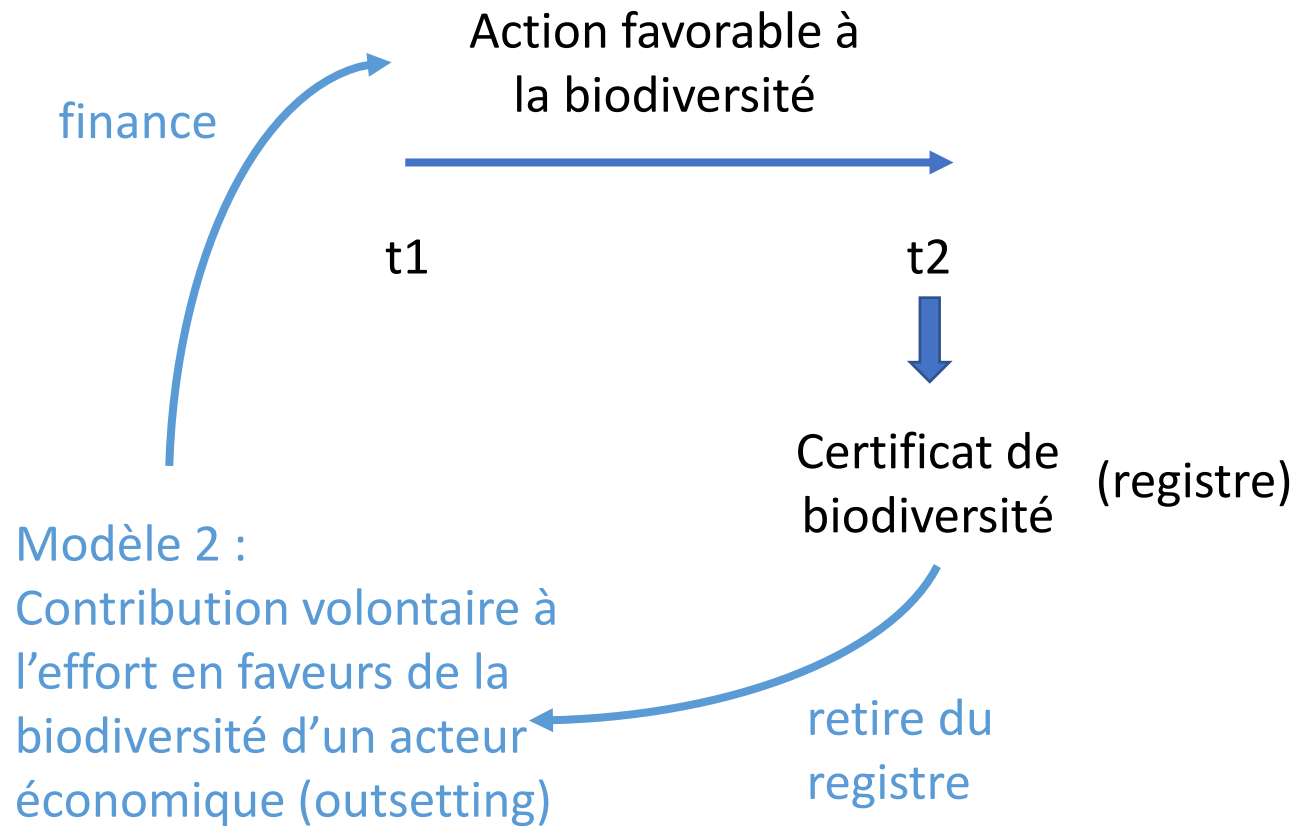 Action favorable à
la biodiversité
finance
t1
t2
Certificat de
biodiversité
(registre)
Modèle 2 :
Contribution volontaire à
l’effort en faveurs de la
biodiversité d’un acteur
économique (outsetting)
retire du
registre